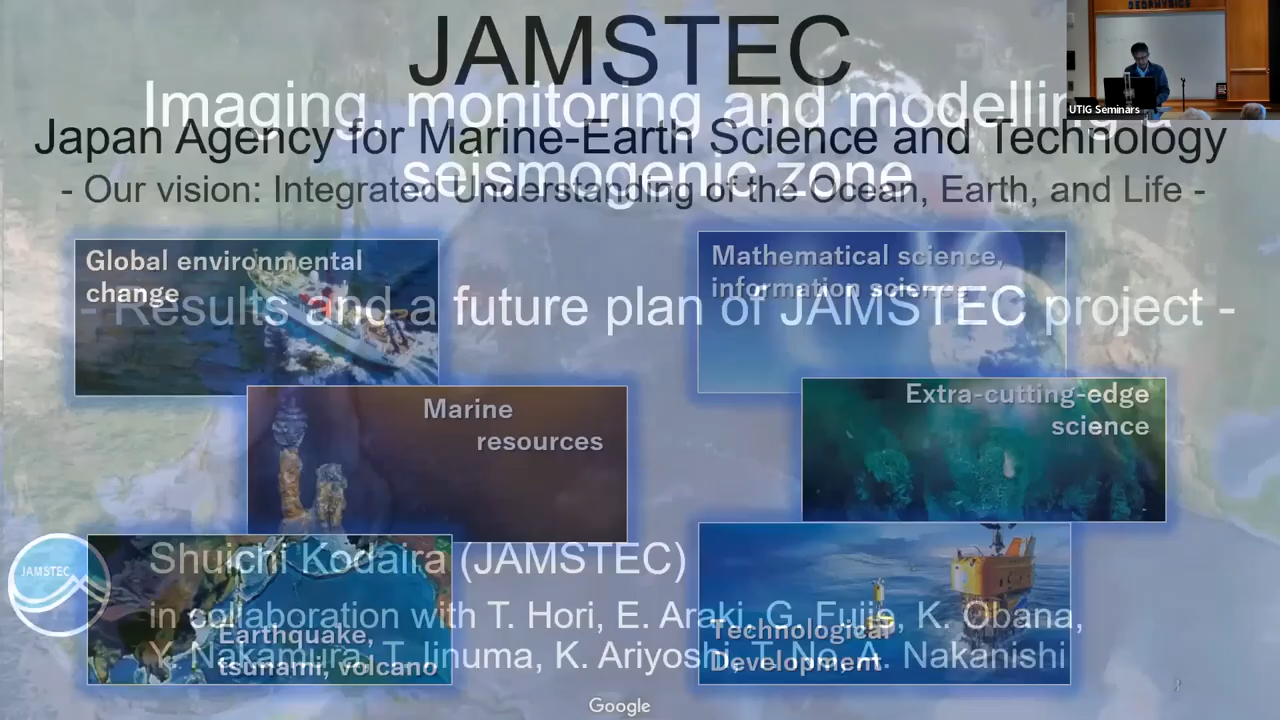 GEOPHYSICS
UTIG Seminars
JAMSTEC
Imaging, monitoring and modelling
seismogenic zone
- Results and a future plan of JAMSTEC project -
Japan Agency for Marine-Earth Science and Technology
- Our vision: Integrated Understanding of the Ocean, Earth, and Life -
Global environmental
change
Mathematical science,
information science
Marine
resources
Extra-cutting-edge
science
JAMSTEC
Earthquake,
tsunami, volcano
Technological
Development
Shuichi Kodaira (JAMSTEC)
in collaboration with T. Hori, E. Araki, G. Fujie, K. Obana,
Y. Nakamura, T. Iinuma, K. Ariyoshi, T. No, A. Nakanishi
Google